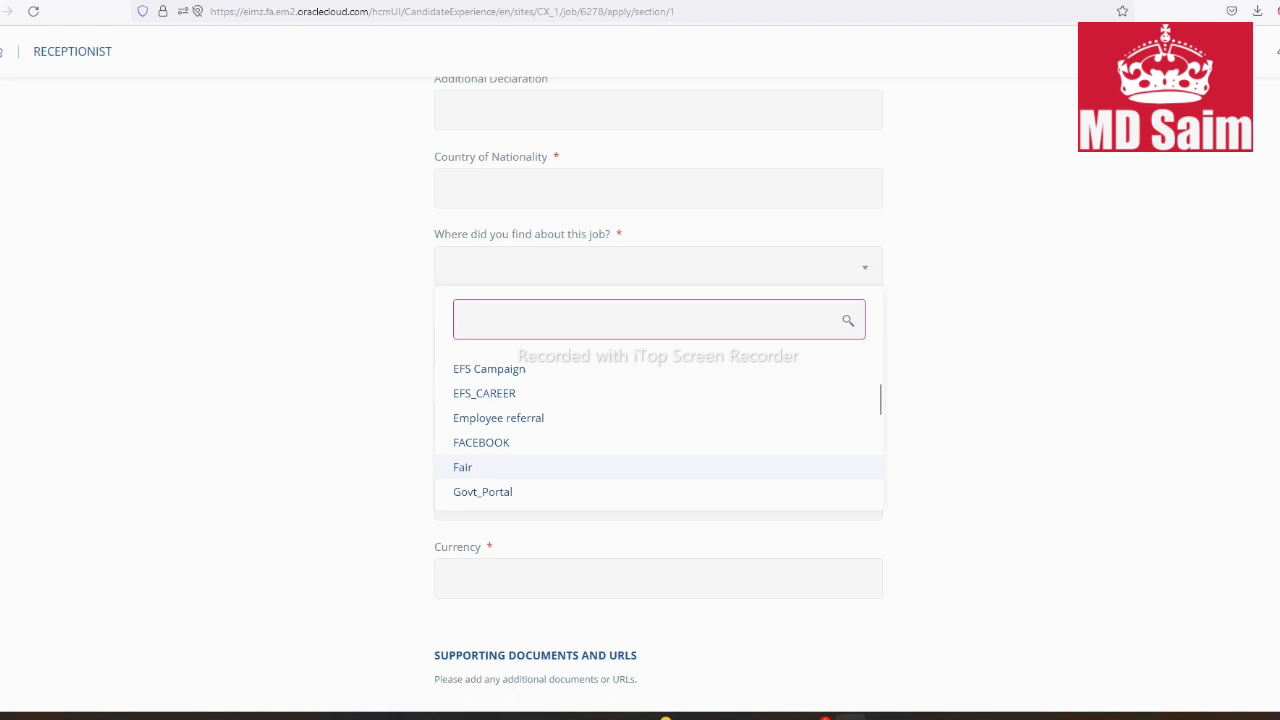 https://eimz.fa.em2.oraclecloud.com/hcmUI/CandidateExperience/en/sites/CX_1/job/6278/apply/section/1
RECEPTIONIST
MD Saim
Additional Declaration
Country of Nationality *
Where did you find about this job? *
Recorded with iTop Screen Recorder
EFS Campaign
EFS_CAREER
Employee referral
FACEBOOK
Fair
Govt_Portal
Currency *
SUPPORTING DOCUMENTS AND URLS
Please add any additional documents or URLs.